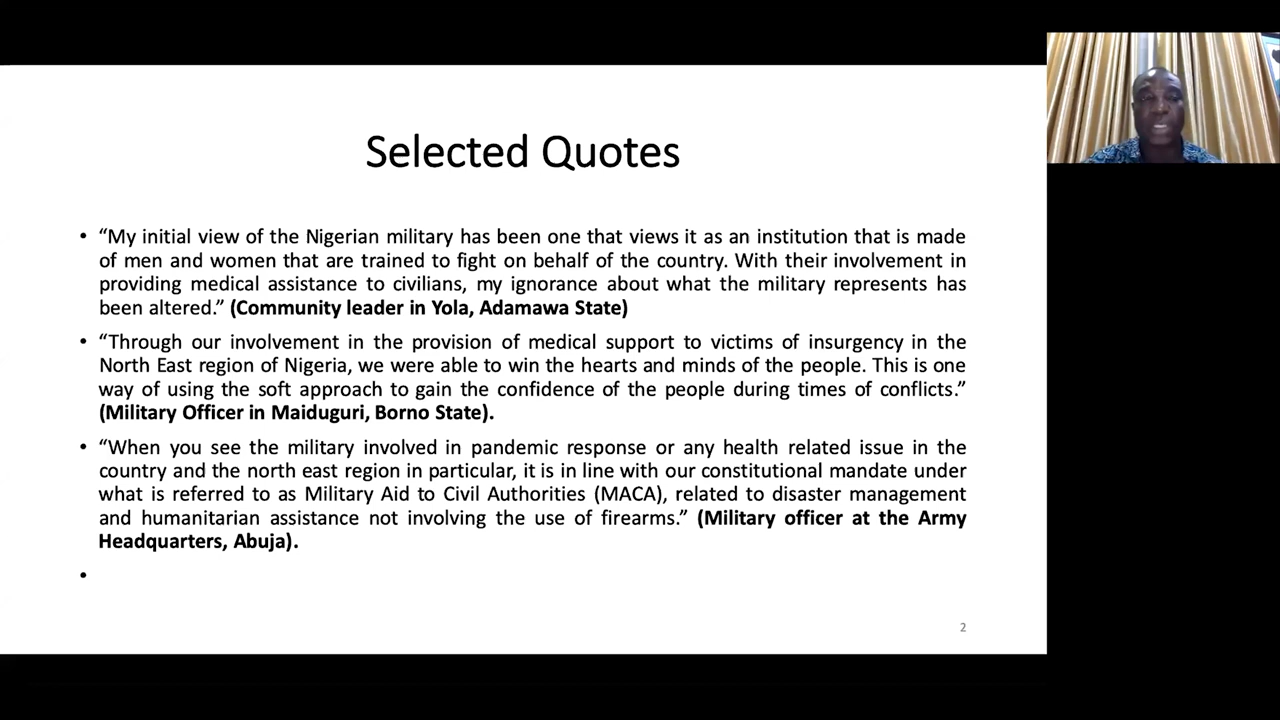 Selected Quotes
• “My initial view of the Nigerian military has been one that views it as an institution that is made
of men and women that are trained to fight on behalf of the country. With their involvement in
providing medical assistance to civilians, my ignorance about what the military represents has
been altered.” (Community leader in Yola, Adamawa State)
• “Through our involvement in the provision of medical support to victims of insurgency in the
North East region of Nigeria, we were able to win the hearts and minds of the people. This is one
way of using the soft approach to gain the confidence of the people during times of conflicts.”
(Military Officer in Maiduguri, Borno State).
• “When you see the military involved in pandemic response or any health related issue in the
country and the north east region in particular, it is in line with our constitutional mandate under
what is referred to as Military Aid to Civil Authorities (MACA), related to disaster management
and humanitarian assistance not involving the use of firearms.” (Military officer at the Army
Headquarters, Abuja).
•
2